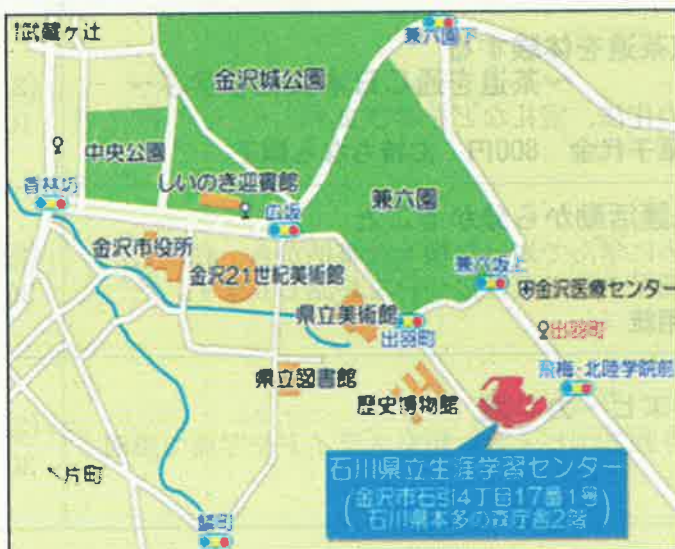 武蔵ヶ辻
兼六園下
金沢城公園
中央公園
しいのき迎賓館
香林坊
広坂
兼六園
金沢市役所
金沢21世紀美術館
兼六坂上
金沢医療センター
県立美術館
出羽町
出羽町
飛梅 北陸学院前
県立図書館
歴史博物館
片町
石川県立生涯学習センター
(金沢市石引4丁目17番1号
石川県本多の森庁舎2階)